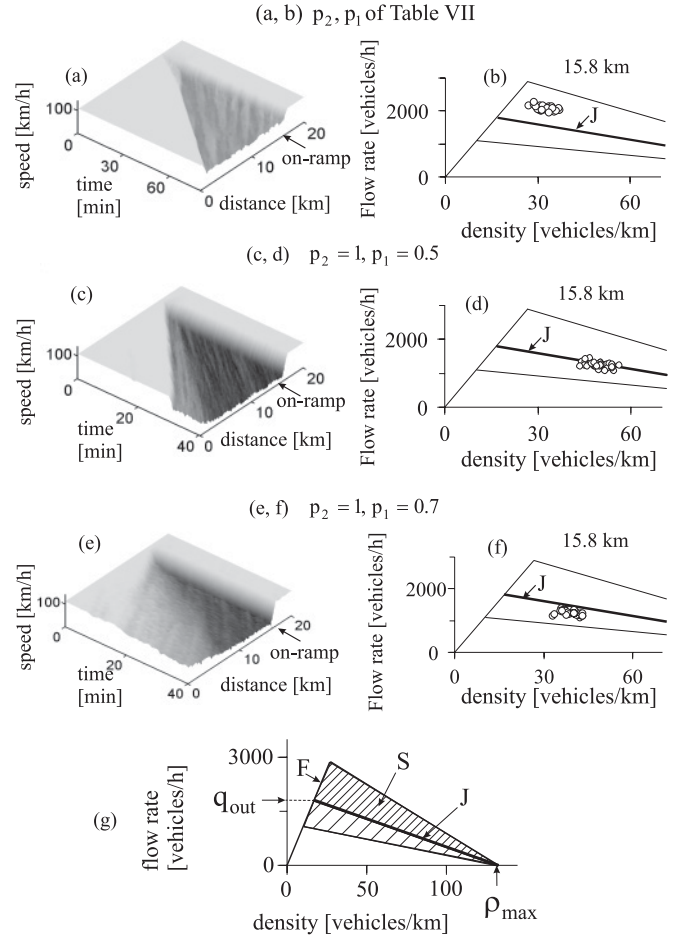 (a, b) p₂, p₁ of Table VII
(a)
speed [km/h]
100
0
30
60
time
[min]
0
10
20
on-ramp
distance [km]
(b)
15.8 km
Flow rate [vehicles/h]
2000
0
J
0
30
60
density [vehicles/km]
(c, d) p₂ = 1, p₁ = 0.5
(c)
speed [km/h]
100
0
20
40
time
[min]
0
10
20
on-ramp
distance [km]
(d)
15.8 km
Flow rate [vehicles/h]
2000
0
J
0
30
60
density [vehicles/km]
(e, f) p₂ = 1, p₁ = 0.7
(e)
speed [km/h]
100
0
20
40
time
[min]
0
10
20
on-ramp
distance [km]
(f)
15.8 km
Flow rate [vehicles/h]
2000
0
J
0
30
60
density [vehicles/km]
(g)
flow rate
[vehicles/h]
3000
q_out
0
F
S
J
0
50
100
ρ_max
density [vehicles/km]